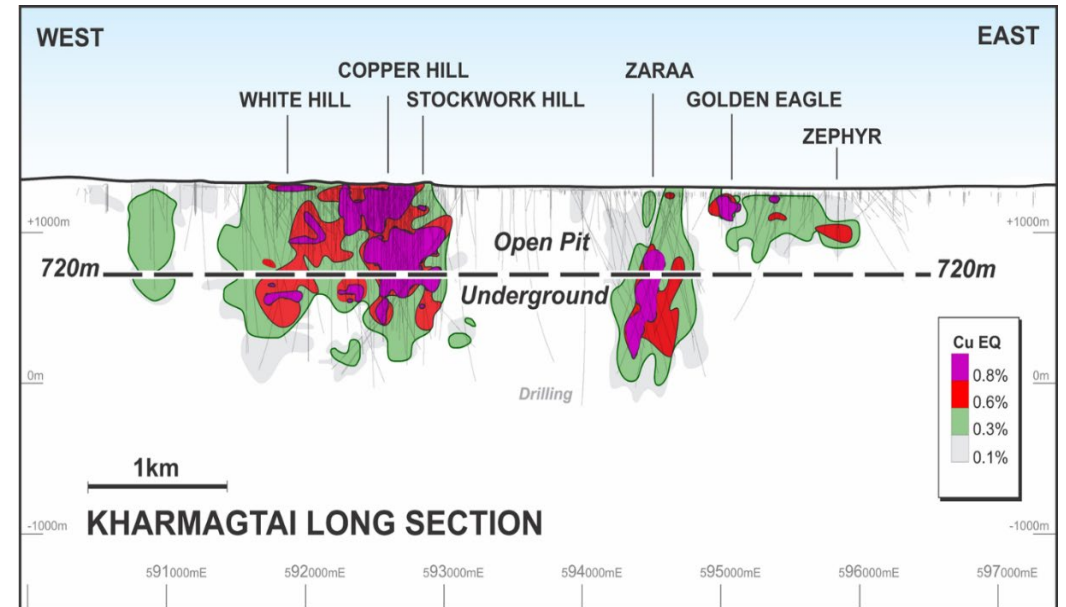 WEST
EAST
COPPER HILL
ZARAA
WHITE HILL
STOCKWORK HILL
GOLDEN EAGLE
ZEPHYR
+1000m
+1000m
Open Pit
720m
720m
Underground
Cu EQ
0.8%
0.6%
0.3%
0.1%
0m
0m
Drilling
1km
KHARMAGTAI LONG SECTION
-1000m
-1000m
591000mE
592000mE
593000mE
594000mE
595000mE
596000mE
597000mE